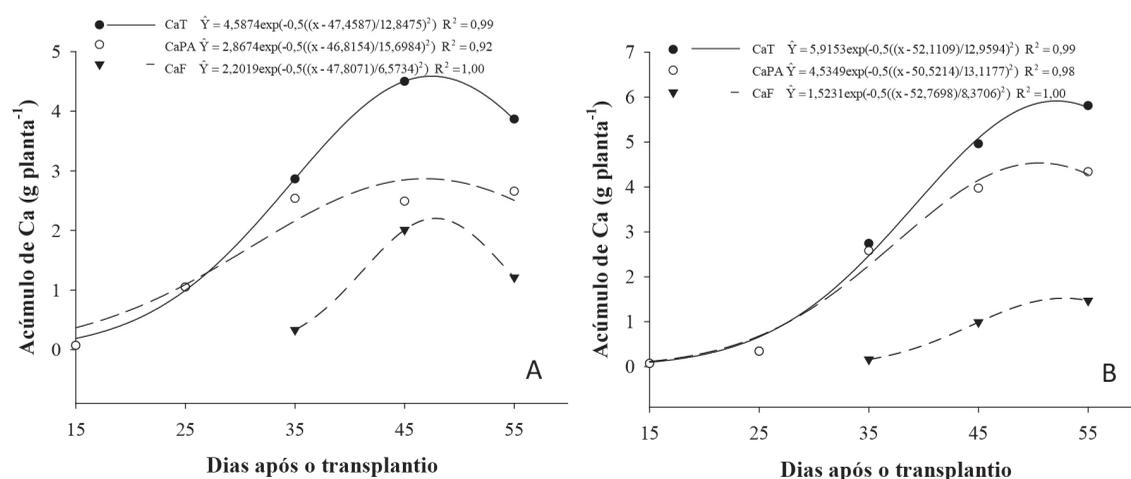 CaT Ŷ = 4,5874exp(-0,5((x - 47,4587)/12,8475)²) R² = 0,99
CaPA Ŷ = 2,8674exp(-0,5((x - 46,8154)/15,6984)²) R² = 0,92
CaF Ŷ = 2,2019exp(-0,5((x - 47,8071)/6,5734)²) R² = 1,00
Acúmulo de Ca (g planta⁻¹)
5
4
3
2
1
0
A
15 25 35 45 55
Dias após o transplantio
CaT Ŷ = 5,9153exp(-0,5((x - 52,1109)/12,9594)²) R² = 0,99
CaPA Ŷ = 4,5349exp(-0,5((x - 50,5214)/13,1177)²) R² = 0,98
CaF Ŷ = 1,5231exp(-0,5((x - 52,7698)/8,3706)²) R² = 1,00
Acúmulo de Ca (g planta⁻¹)
7
6
5
4
3
2
1
0
B
15 25 35 45 55
Dias após o transplantio